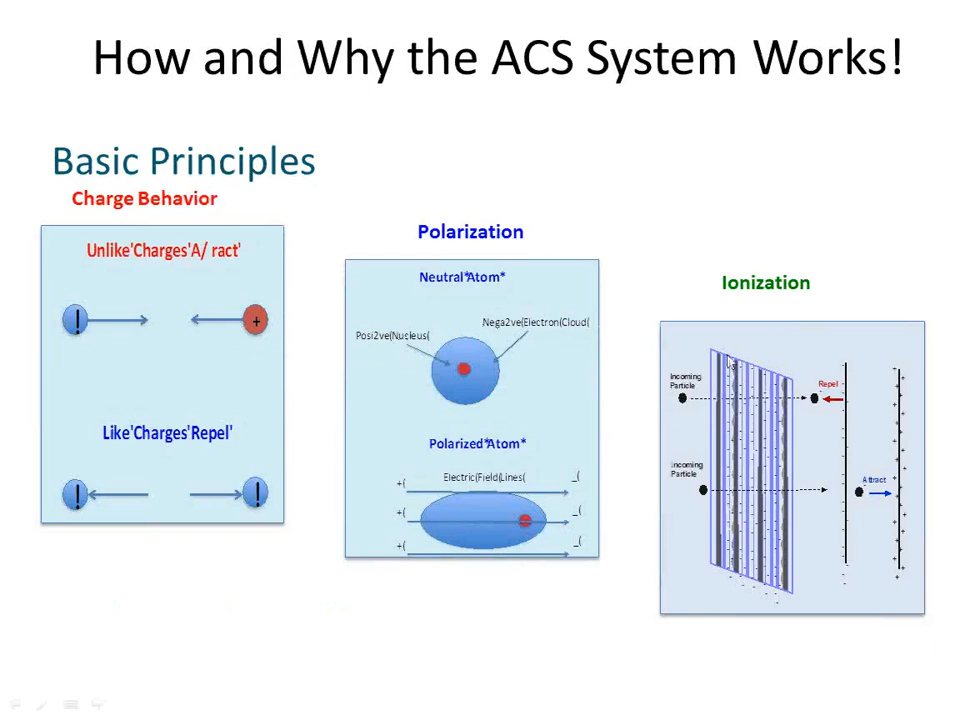 How and Why the ACS System Works!
Basic Principles
Charge Behavior
Unlike'Charges'A/ ract'
!
+
Like'Charges'Repel'
!
!
Polarization
Neutral*Atom*
Posi2ve(Nucleus(
Nega2ve(Electron(Cloud(
Polarized*Atom*
Electric(Field(Lines(
+(
_(
+(
_(
+(
_(
Ionization
Incoming
Particle
Repel
Incoming
Particle
Attract